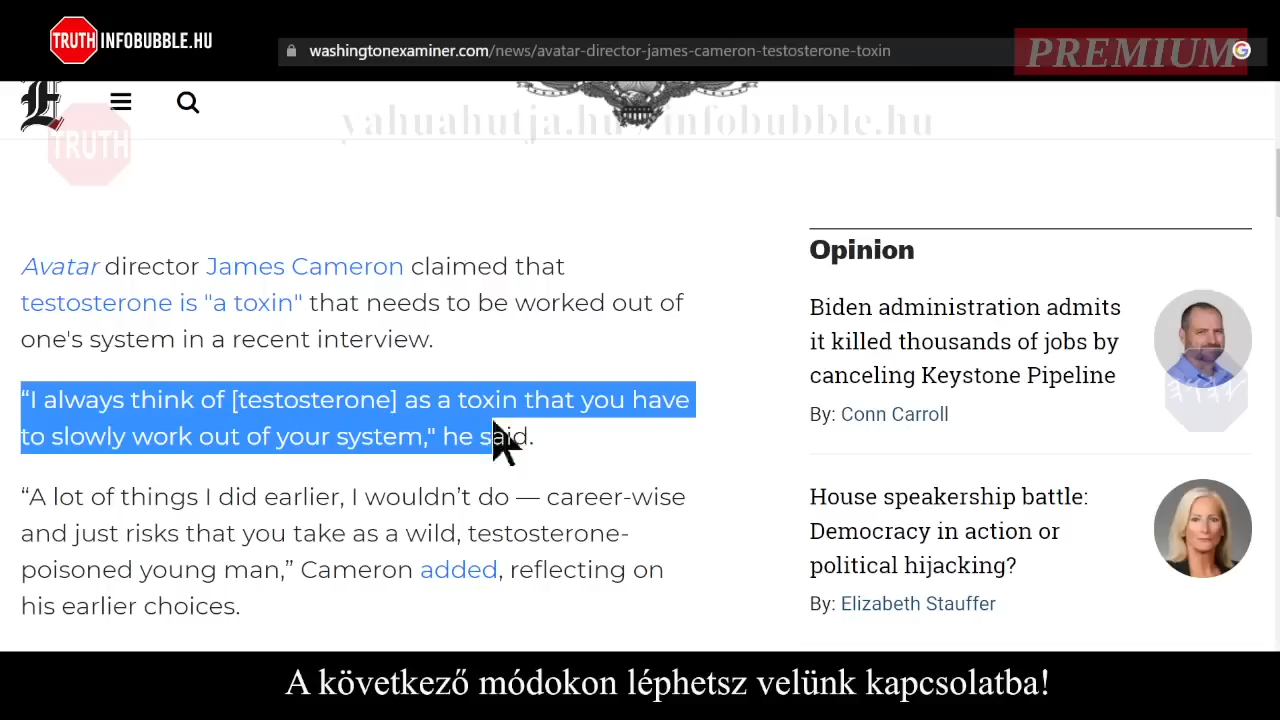 TRUTH INFOBUBBLE.HU
washingtonexaminer.com/news/avatar-director-james-cameron-testosterone-toxin
PREMIUM
yahuahutja.hu / infobubble.hu
TRUTH
Avatar director James Cameron claimed that
testosterone is "a toxin" that needs to be worked out of
one's system in a recent interview.
“I always think of [testosterone] as a toxin that you have
to slowly work out of your system," he said.
“A lot of things I did earlier, I wouldn’t do — career-wise
and just risks that you take as a wild, testosterone-
poisoned young man,” Cameron added, reflecting on
his earlier choices.
Opinion
Biden administration admits
it killed thousands of jobs by
canceling Keystone Pipeline
By: Conn Carroll
House speakership battle:
Democracy in action or
political hijacking?
By: Elizabeth Stauffer
A következő módokon léphetsz velünk kapcsolatba!